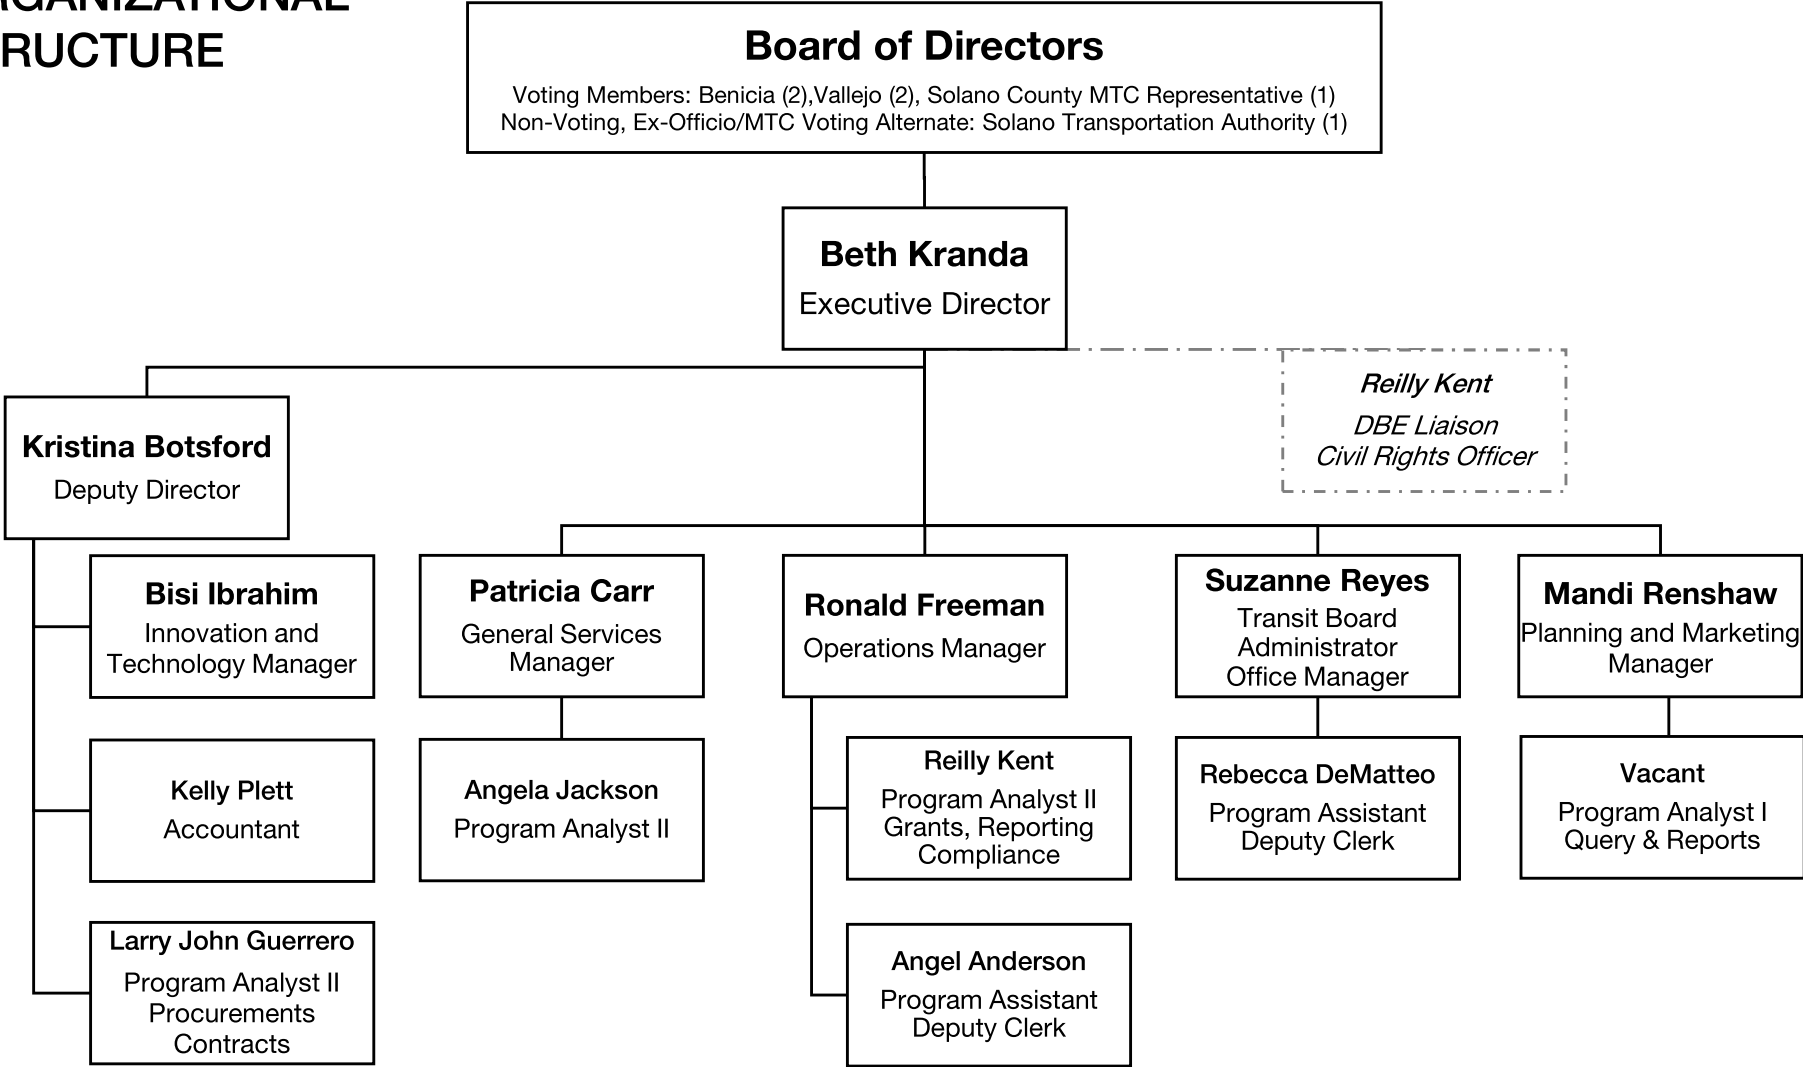 RGANIZATIONAL
RUCTURE
Board of Directors
Voting Members: Benicia (2),Vallejo (2), Solano County MTC Representative (1)
Non-Voting, Ex-Officio/MTC Voting Alternate: Solano Transportation Authority (1)
Beth Kranda
Executive Director
Reilly Kent
DBE Liaison
Civil Rights Officer
Kristina Botsford
Deputy Director
Bisi Ibrahim
Innovation and
Technology Manager
Kelly Plett
Accountant
Larry John Guerrero
Program Analyst II
Procurements
Contracts
Patricia Carr
General Services
Manager
Angela Jackson
Program Analyst II
Ronald Freeman
Operations Manager
Reilly Kent
Program Analyst II
Grants, Reporting
Compliance
Angel Anderson
Program Assistant
Deputy Clerk
Suzanne Reyes
Transit Board
Administrator
Office Manager
Rebecca DeMatteo
Program Assistant
Deputy Clerk
Mandi Renshaw
Planning and Marketing
Manager
Vacant
Program Analyst I
Query & Reports